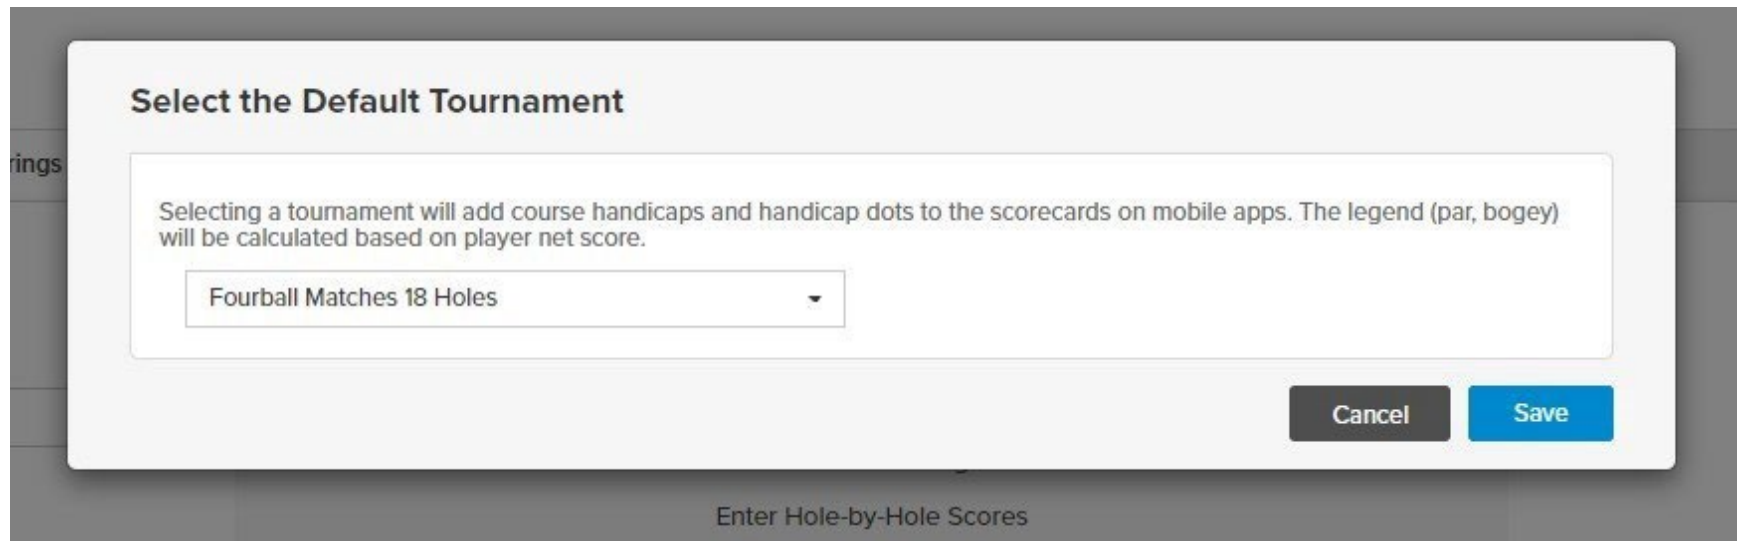 Select the Default Tournament
rings
Selecting a tournament will add course handicaps and handicap dots to the scorecards on mobile apps. The legend (par, bogey)
will be calculated based on player net score.
Fourball Matches 18 Holes
Cancel
Save
Enter Hole-by-Hole Scores